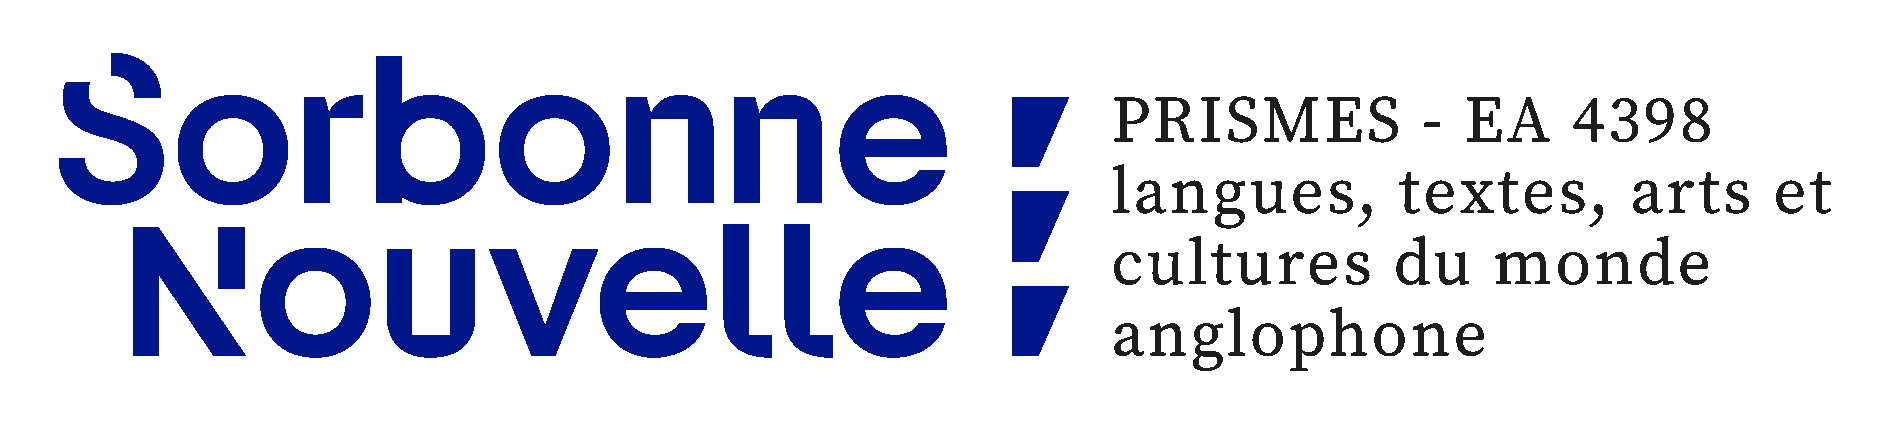 Sorbonne
Nouvelle
PRISMES - EA 4398
langues, textes, arts et
cultures du monde
anglophone